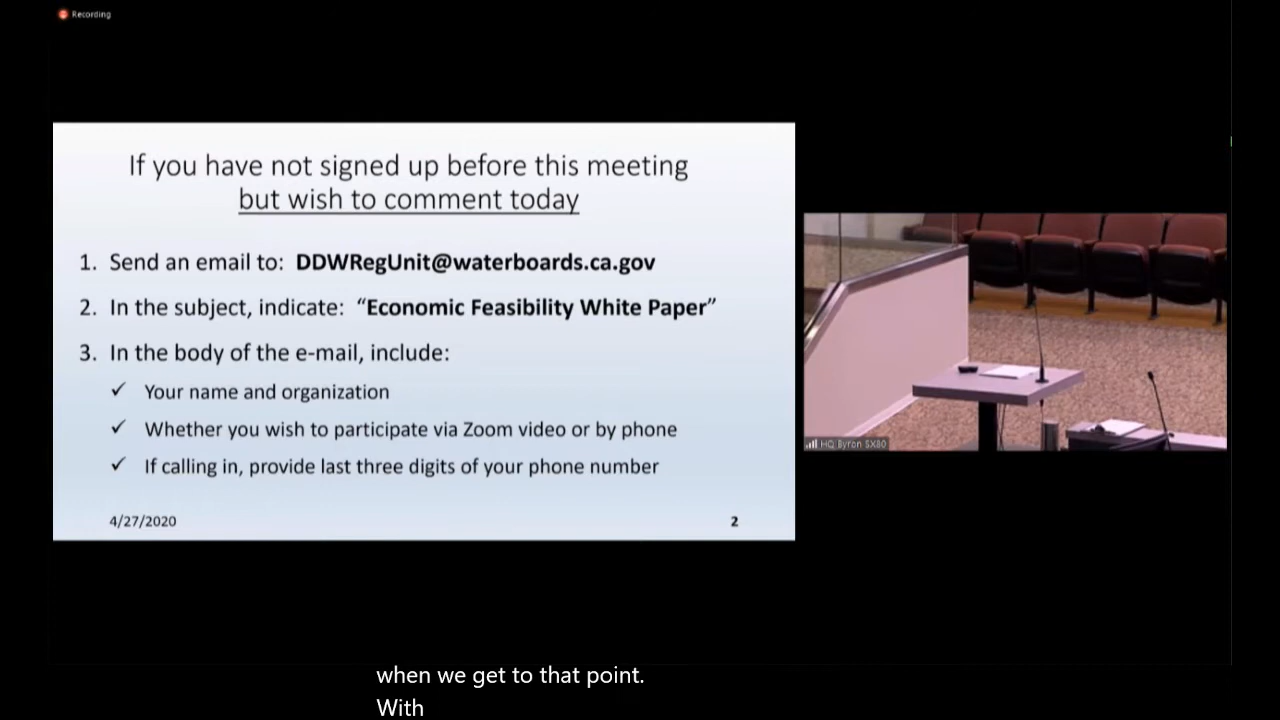 Recording
If you have not signed up before this meeting
but wish to comment today
1. Send an email to: DDWRegUnit@waterboards.ca.gov
2. In the subject, indicate: “Economic Feasibility White Paper”
3. In the body of the e-mail, include:
✓ Your name and organization
✓ Whether you wish to participate via Zoom video or by phone
✓ If calling in, provide last three digits of your phone number
4/27/2020
2
HQ Byron SX80
when we get to that point.
With